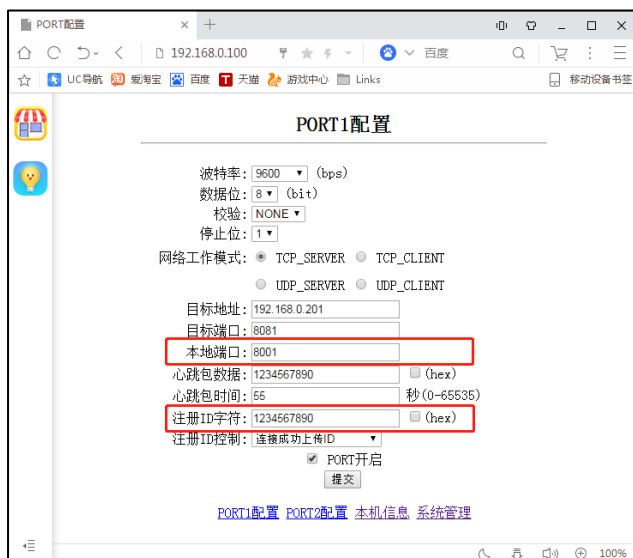 PORT配置
192.168.0.100 百度
UC导航 爱淘宝 百度 天猫 游戏中心 Links 移动设备书签
PORT1配置
波特率: 9600 (bps)
数据位: 8 (bit)
校验: NONE
停止位: 1
网络工作模式: TCP_SERVER TCP_CLIENT
UDP_SERVER UDP_CLIENT
目标地址: 192.168.0.201
目标端口: 8081
本地端口: 8001
心跳包数据: 1234567890 (hex)
心跳包时间: 55 秒(0-65535)
注册ID字符: 1234567890 (hex)
注册ID控制: 连接成功上传ID
PORT开启
提交
PORT1配置 PORT2配置 本机信息 系统管理
100%